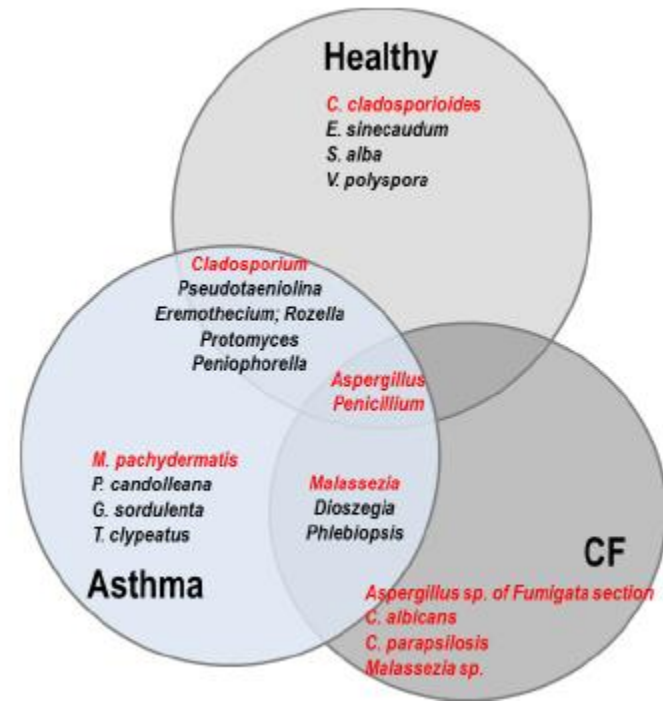 Healthy
C. cladosporioides
E. sinecaudum
S. alba
V. polyspora
Cladosporium
Pseudotaeniolina
Eremothecium; Rozella
Protomyces
Peniophorella
Aspergillus
Penicillium
M. pachydermatis
P. candolleana
G. sordulenta
T. clypeatus
Asthma
Malassezia
Dioszegia
Phlebiopsis
CF
Aspergillus sp. of Fumigata section
C. albicans
C. parapsilosis
Malassezia sp.